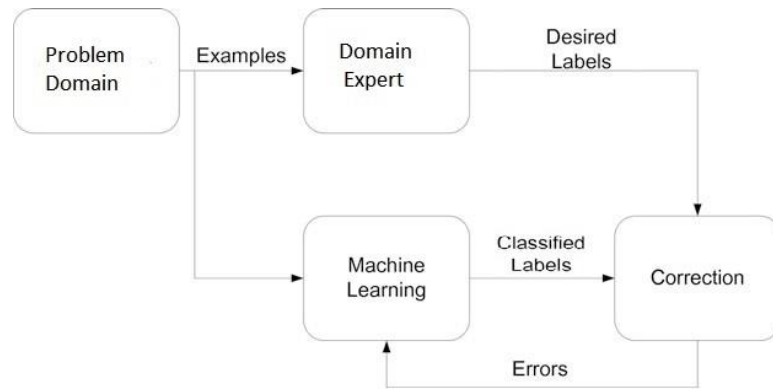 Problem
Domain
Examples
Domain
Expert
Desired
Labels
Machine
Learning
Classified
Labels
Correction
Errors